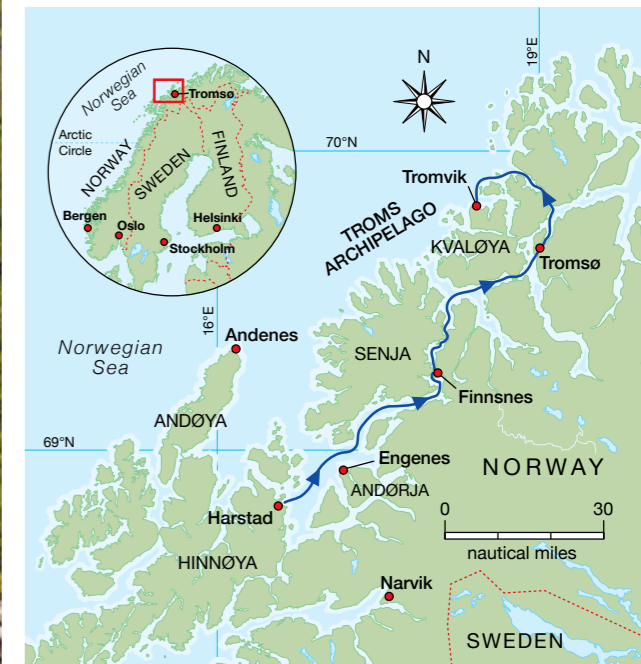 Norwegian
Sea
Tromsø
Arctic
Circle
NORWAY
SWEDEN
FINLAND
Bergen
Oslo
Helsinki
Stockholm
N
19°E
70°N
Tromvik
TROMS
ARCHIPELAGO
KVALØYA
Tromsø
16°E
Andenes
Norwegian
Sea
SENJA
Finnsnes
ANDØYA
69°N
Engenes
NORWAY
ANDØRJA
Harstad
0 30
nautical miles
HINNØYA
Narvik
SWEDEN